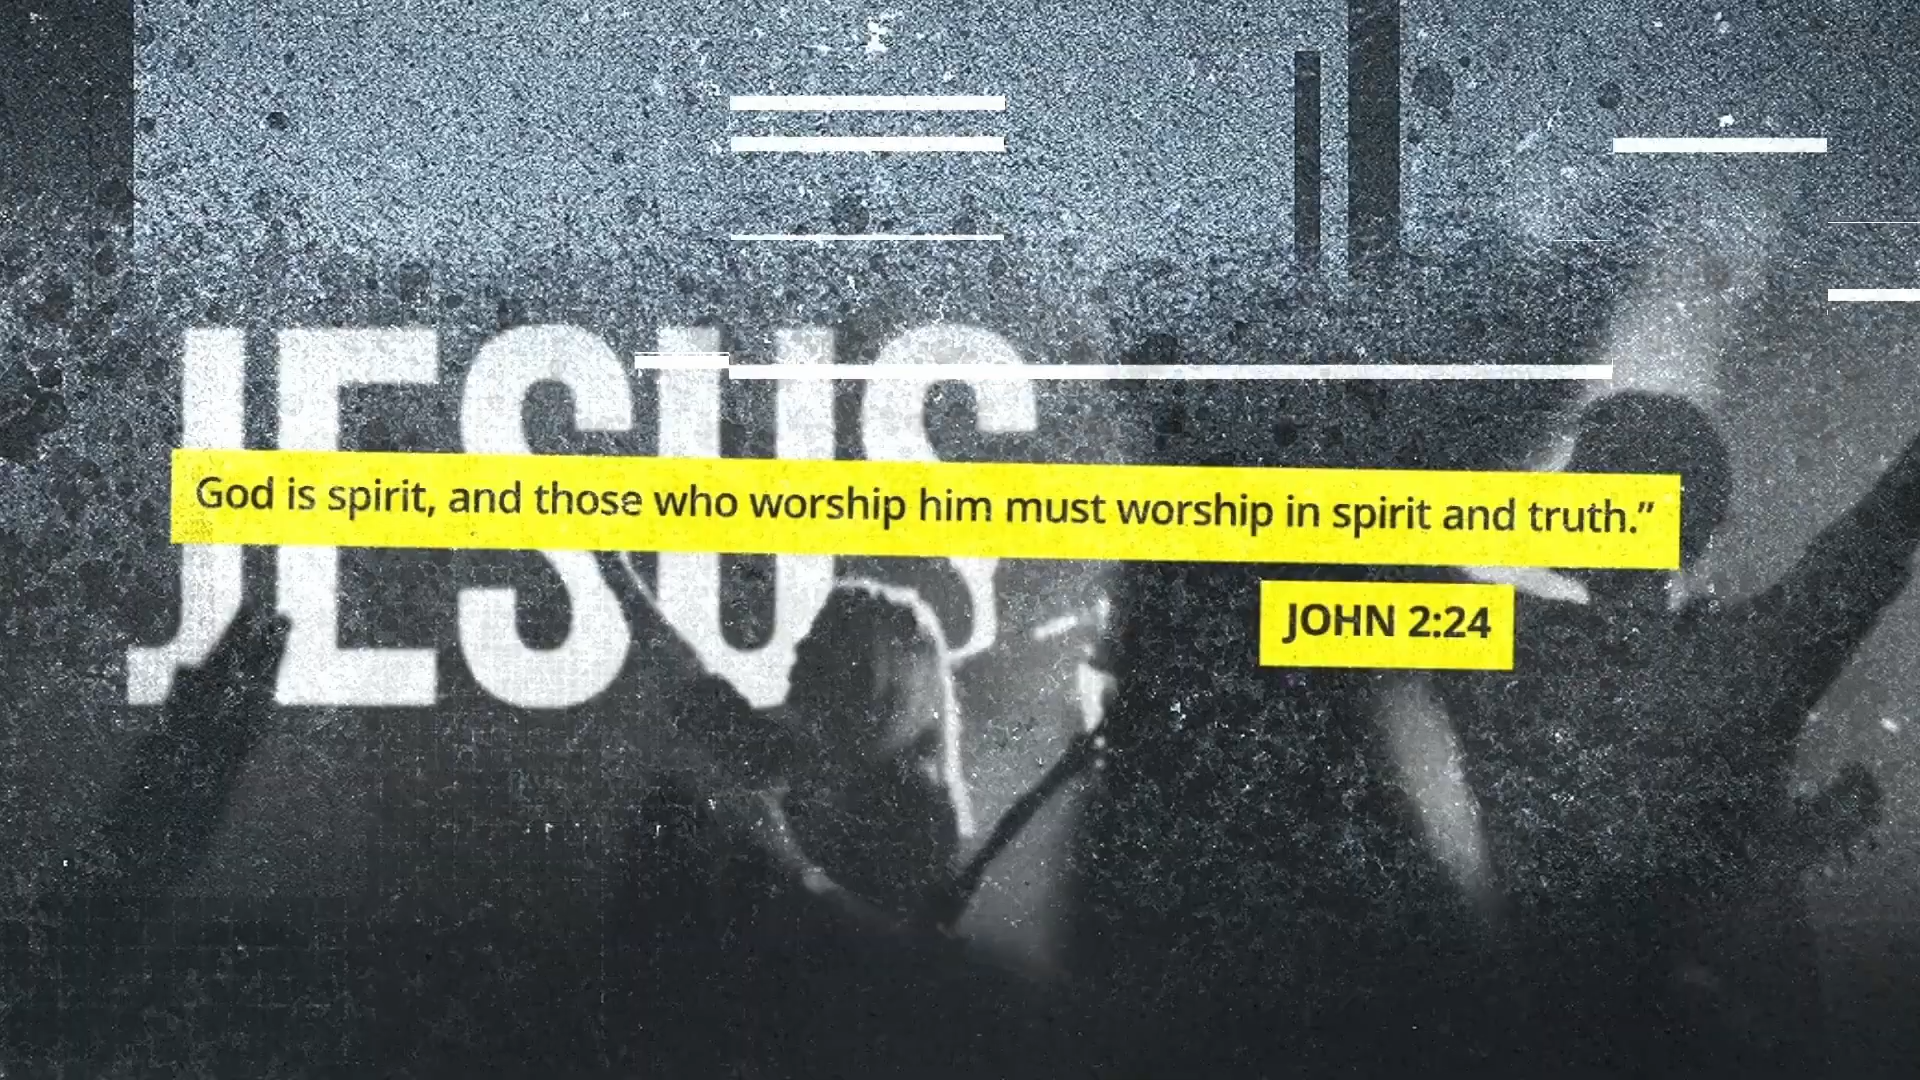 JESUS
God is spirit, and those who worship him must worship in spirit and truth.”
JOHN 2:24